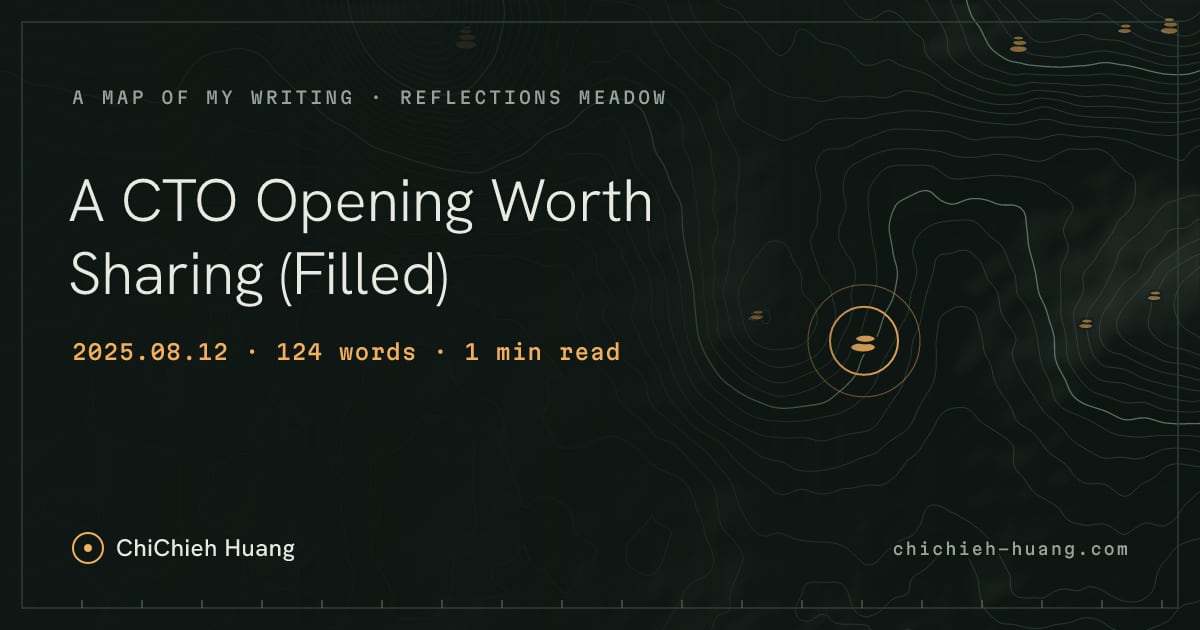 A MAP OF MY WRITING · REFLECTIONS MEADOW
A CTO Opening Worth
Sharing (Filled)
2025.08.12 · 124 words · 1 min read
ChiChieh Huang
chichieh-huang.com